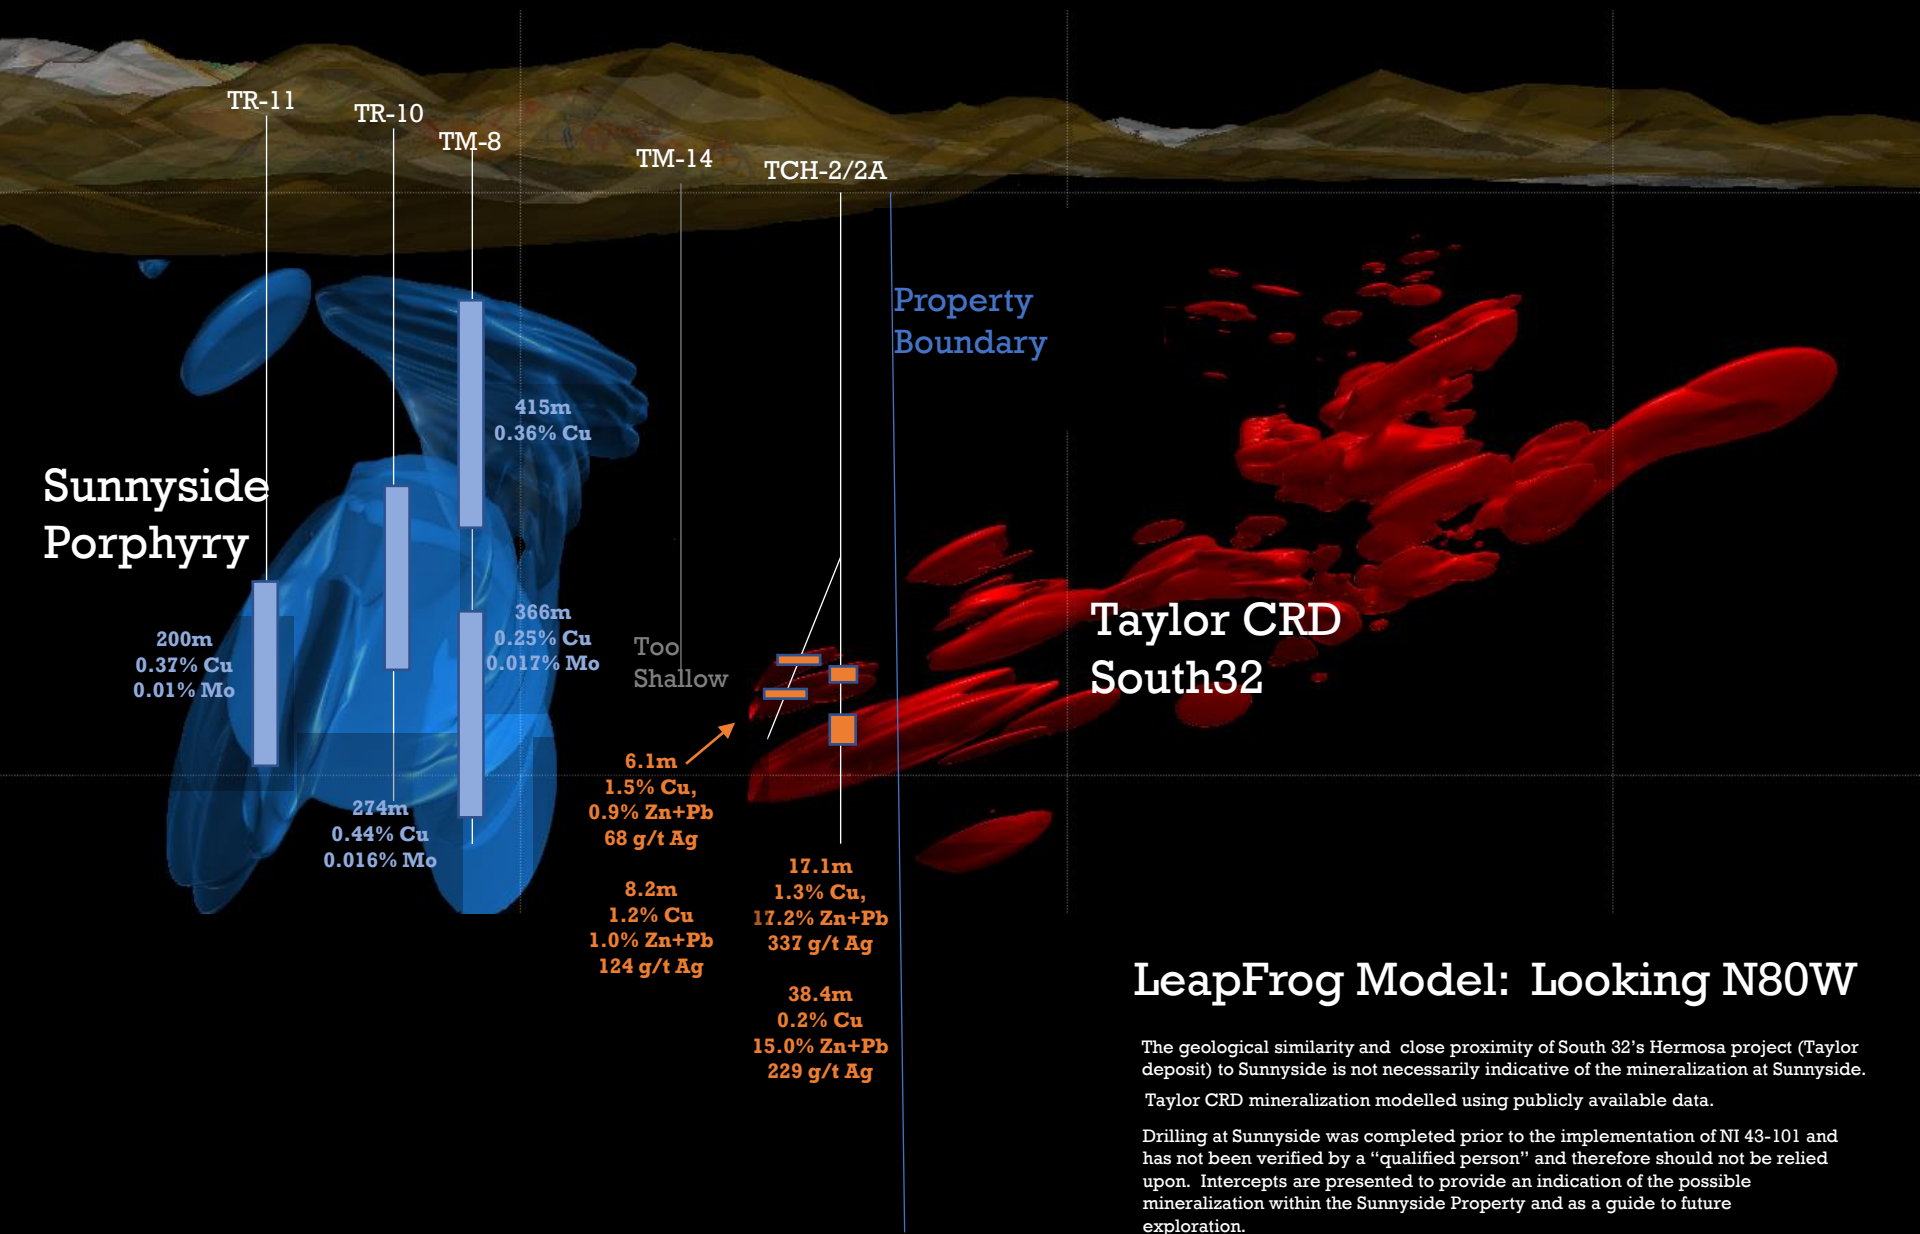 TR-11
TR-10
TM-8
TM-14
TCH-2/2A
Property
Boundary
415m
0.36% Cu
Sunnyside
Porphyry
366m
0.25% Cu
0.017% Mo
200m
0.37% Cu
0.01% Mo
Too
Shallow
Taylor CRD
South32
274m
0.44% Cu
0.016% Mo
6.1m
1.5% Cu,
0.9% Zn+Pb
68 g/t Ag
8.2m
1.2% Cu
1.0% Zn+Pb
124 g/t Ag
17.1m
1.3% Cu,
17.2% Zn+Pb
337 g/t Ag
38.4m
0.2% Cu
15.0% Zn+Pb
229 g/t Ag
LeapFrog Model:  Looking N80W
The geological similarity and  close proximity of South 32’s Hermosa project (Taylor
deposit) to Sunnyside is not necessarily indicative of the mineralization at Sunnyside.
Taylor CRD mineralization modelled using publicly available data.
Drilling at Sunnyside was completed prior to the implementation of NI 43-101 and
has not been verified by a “qualified person” and therefore should not be relied
upon.  Intercepts are presented to provide an indication of the possible
mineralization within the Sunnyside Property and as a guide to future
exploration.